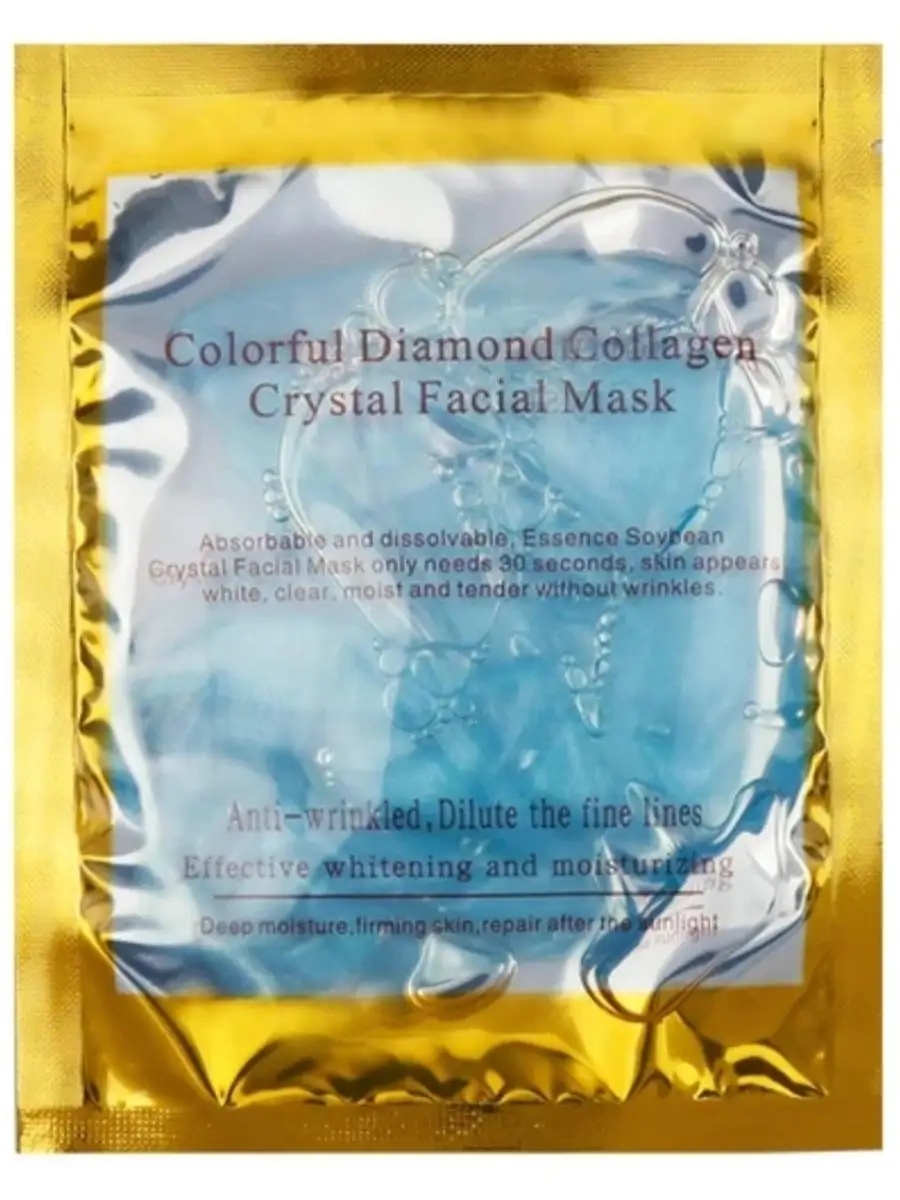 Colorful Diamond Collagen
Crystal Facial Mask
Absorbable and dissolvable, Essence Soybean
Crystal Facial Mask only needs 30 seconds, skin appears
white, clear, moist and tender without wrinkles.
Anti-wrinkled,Dilute the fine lines
Effective whitening and moisturizing
Deep moisture,firming skin,repair after the sunlight